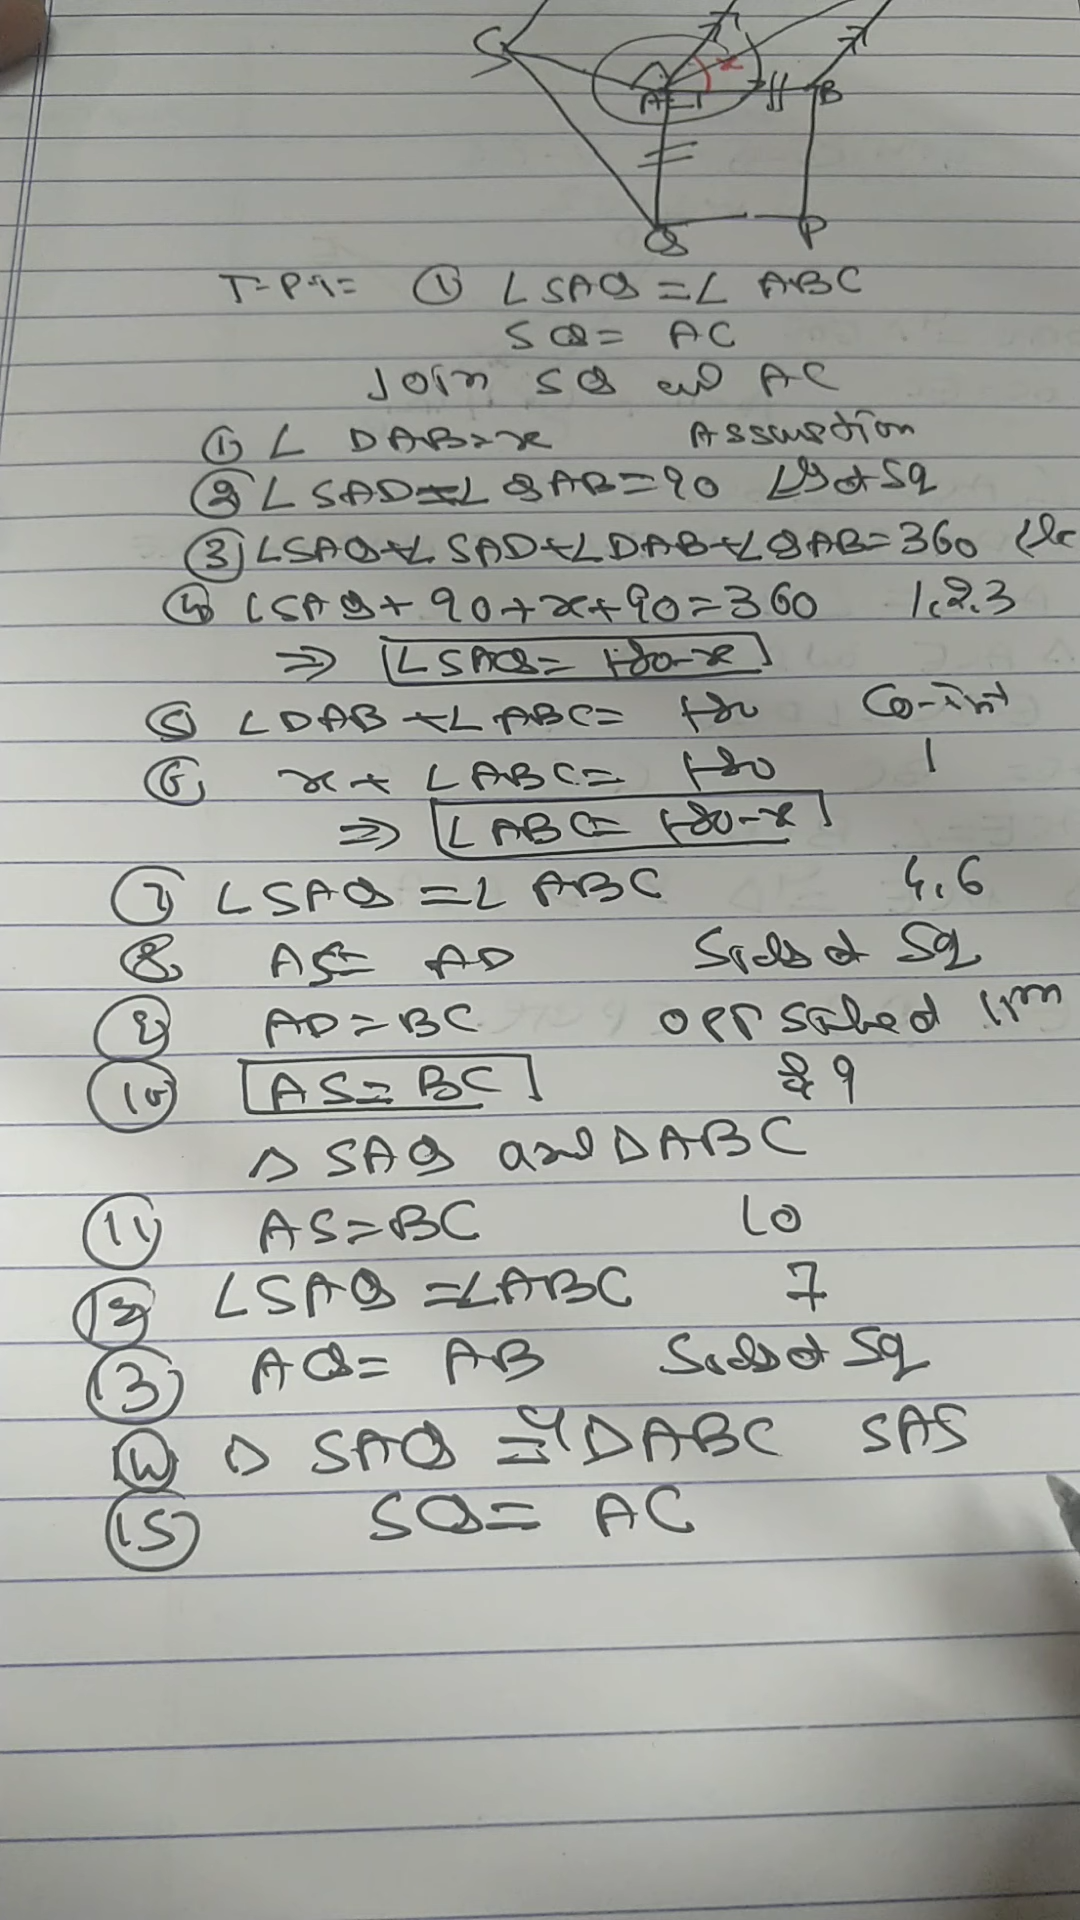 S
x
A
B
Q
P
T.P.q= ① ∠SAQ = ∠ABC
SQ = AC
Join SQ and AC
① ∠DAB = x Assuption
② ∠SAD = ∠QAB = 90 ∠s of Sq
③ ∠SAQ + ∠SAD + ∠DAB + ∠QAB = 360
④ ∠SAQ + 90 + x + 90 = 360 1,2,3
⇒ ∠SAQ = 180 - x
⑤ ∠DAB + ∠ABC = 180 Co-int
⑥ x + ∠ABC = 180 1
⇒ ∠ABC = 180 - x
⑦ ∠SAQ = ∠ABC 4,6
⑧ AS = AD Sides of Sq
⑨ AD = BC opp sides of llgm
⑩ AS = BC 8 9
△SAQ and △ABC
⑪ AS = BC 10
⑫ ∠SAQ = ∠ABC 7
⑬ AQ = AB Sides of Sq
⑭ △SAQ ≅ △ABC SAS
⑮ SQ = AC